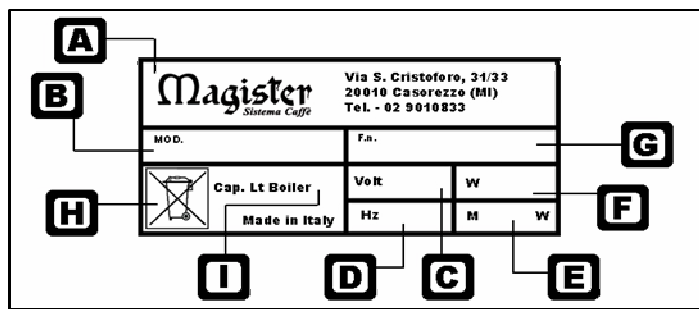 A
B
Magister
Sistema Caffè
Via S. Cristoforo, 31/33
20010 Casorezzo (MI)
Tel. - 02 9010833
MOD.
F.n.
G
H
Cap. Lt Boiler
Made in Italy
Volt
W
F
Hz
M W
I
D
C
E